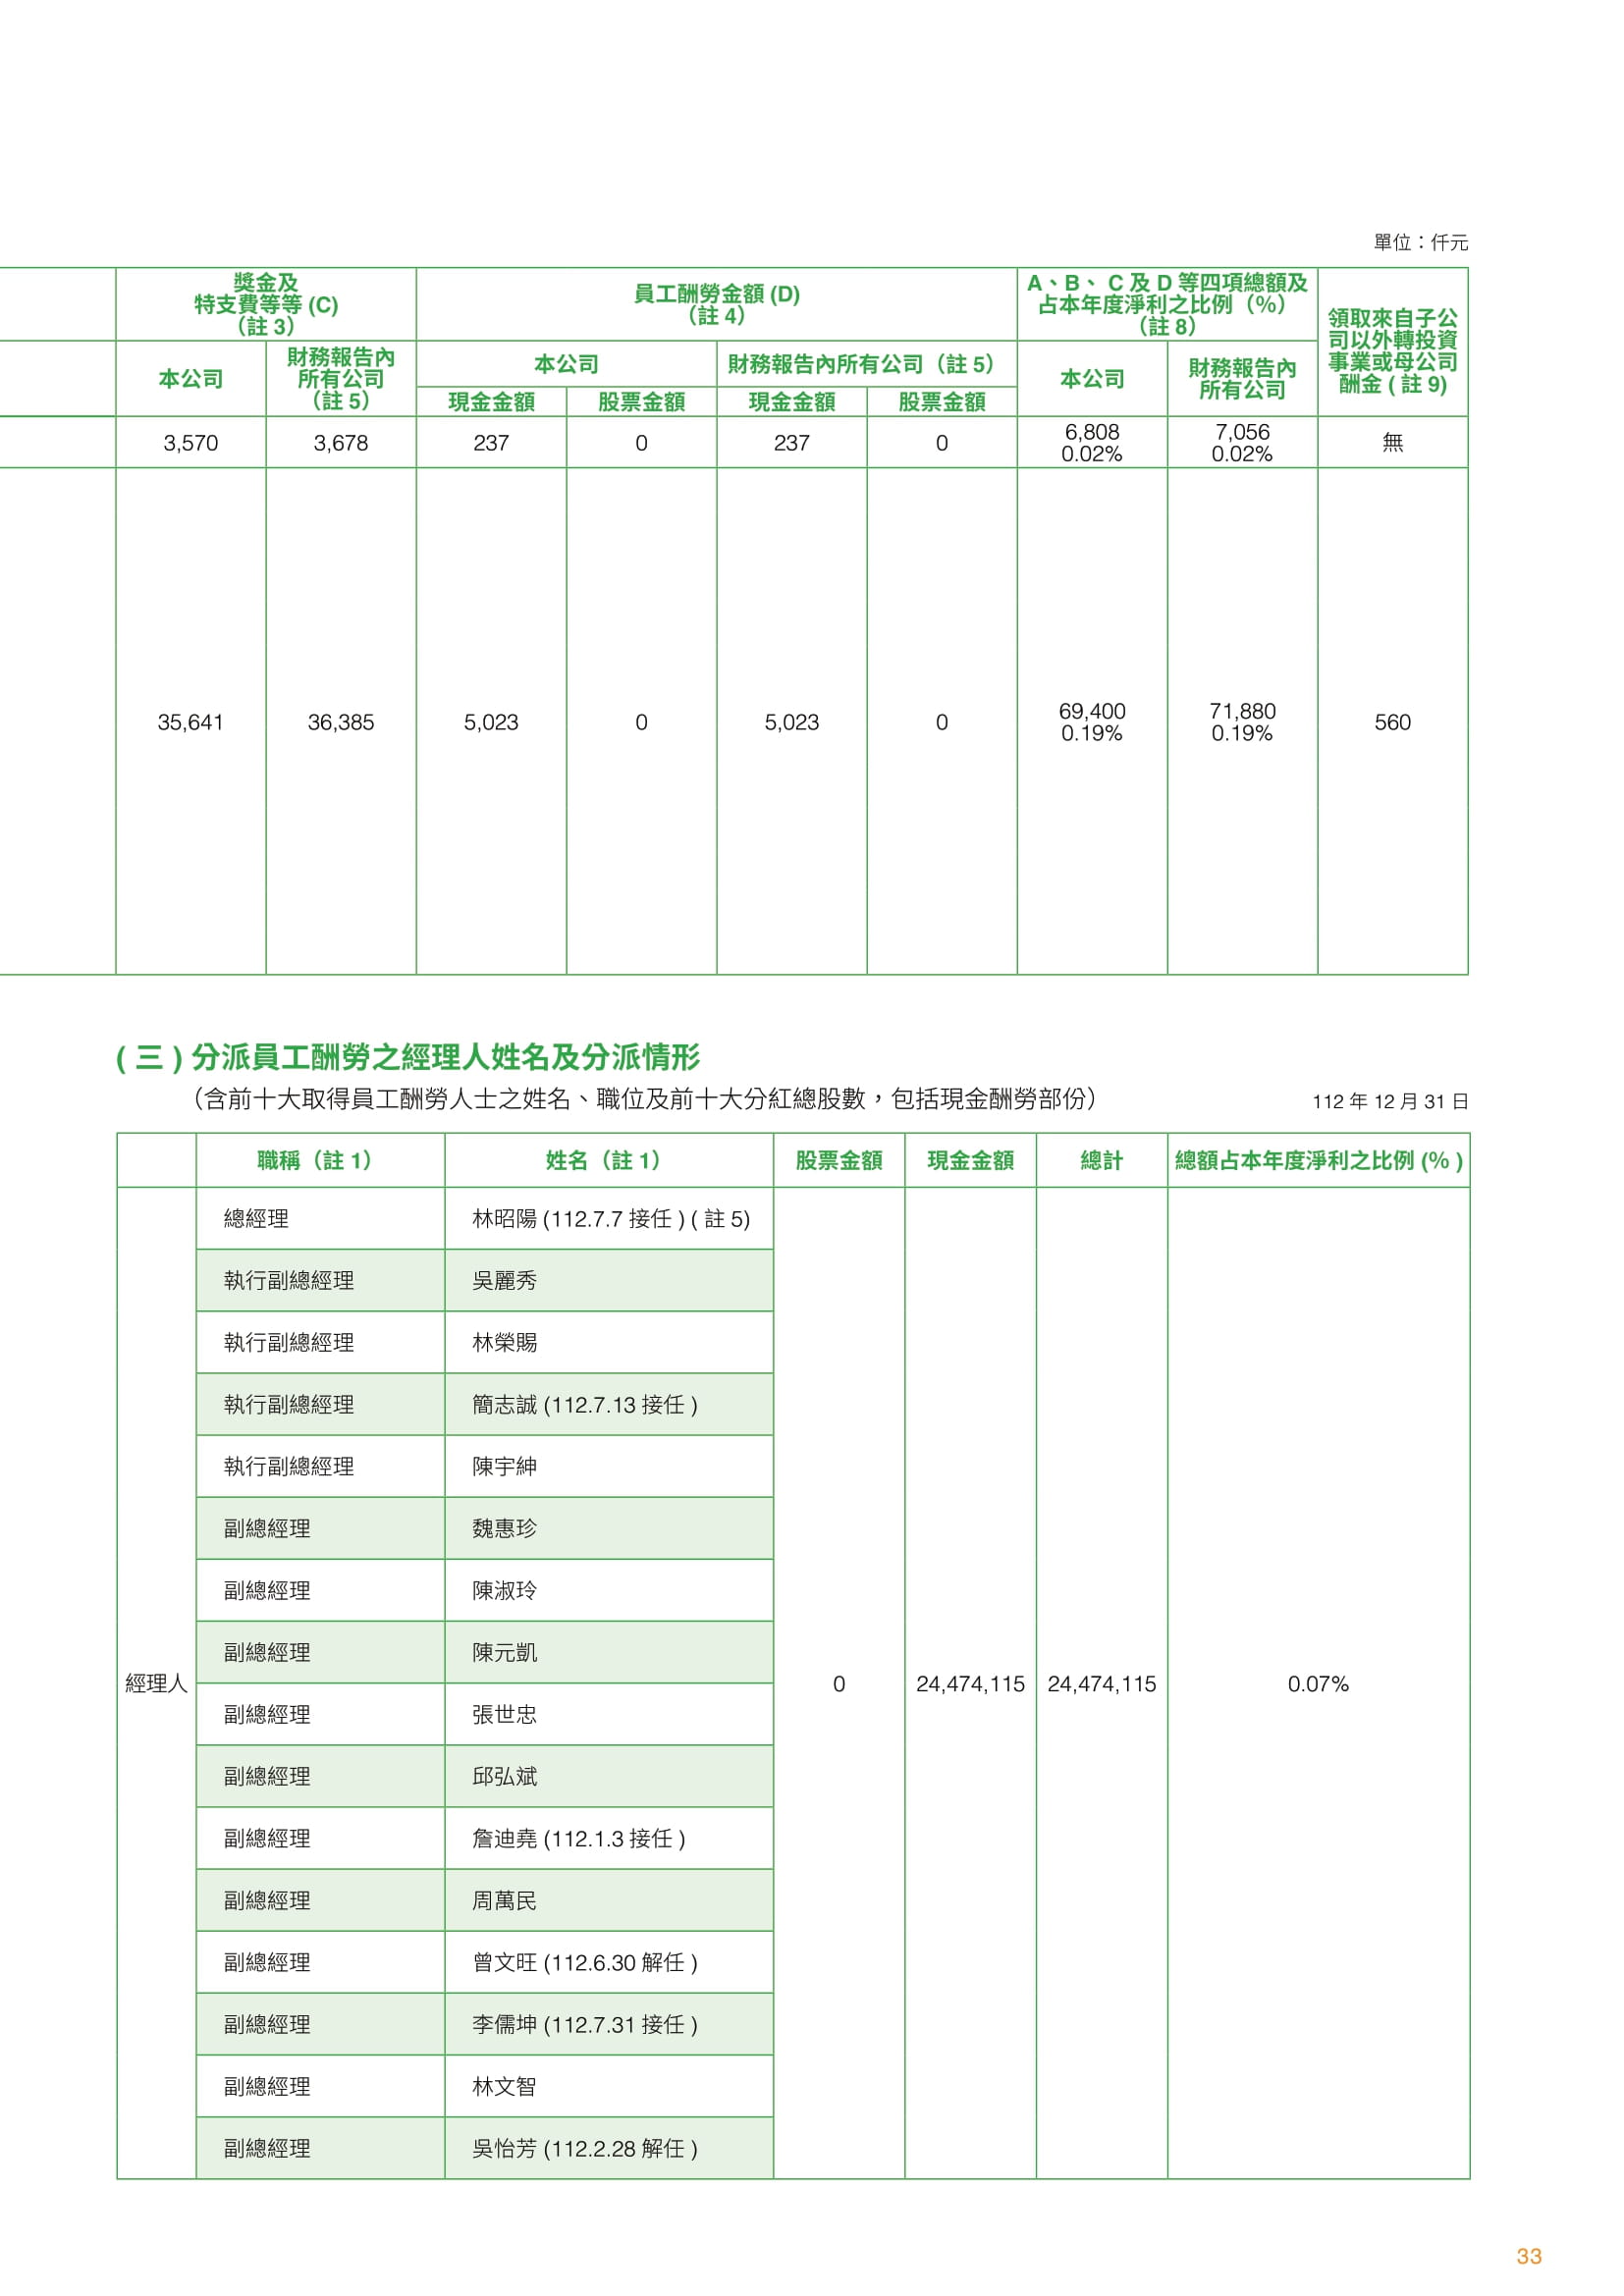 單位：仟元
獎金及
特支費等等 (C)
（註 3）
員工酬勞金額 (D)
（註 4）
A、B、 C 及 D 等四項總額及
占本年度淨利之比例（%）
（註 8）
領取來自子公
司以外轉投資
事業或母公司
酬金 ( 註 9)
本公司
財務報告內
所有公司
（註 5）
本公司
財務報告內所有公司（註 5）
本公司
財務報告內
所有公司
現金金額
股票金額
現金金額
股票金額
3,570
3,678
237
0
237
0
6,808
0.02%
7,056
0.02%
無
35,641
36,385
5,023
0
5,023
0
69,400
0.19%
71,880
0.19%
560
( 三 ) 分派員工酬勞之經理人姓名及分派情形
（含前十大取得員工酬勞人士之姓名、職位及前十大分紅總股數，包括現金酬勞部份）
112 年 12 月 31 日
職稱（註 1）
姓名（註 1）
股票金額
現金金額
總計
總額占本年度淨利之比例 (% )
經理人
總經理
林昭陽 (112.7.7 接任 ) ( 註 5)
執行副總經理
吳麗秀
執行副總經理
林榮賜
執行副總經理
簡志誠 (112.7.13 接任 )
執行副總經理
陳宇紳
副總經理
魏惠珍
副總經理
陳淑玲
副總經理
陳元凱
副總經理
張世忠
副總經理
邱弘斌
副總經理
詹迪堯 (112.1.3 接任 )
副總經理
周萬民
副總經理
曾文旺 (112.6.30 解任 )
副總經理
李儒坤 (112.7.31 接任 )
副總經理
林文智
副總經理
吳怡芳 (112.2.28 解任 )
0
24,474,115
24,474,115
0.07%
33